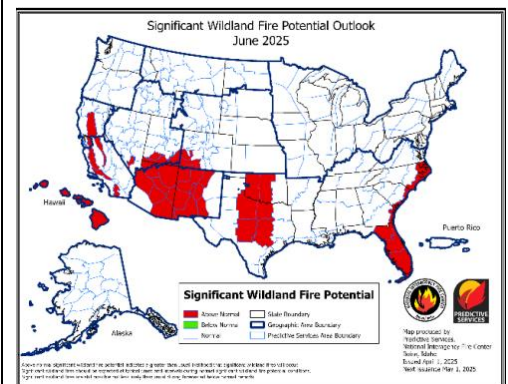 Significant Wildland Fire Potential Outlook
June 2025
Hawaii
Puerto Rico
Alaska
Significant Wildland Fire Potential
Above Normal
Below Normal
Normal
State Boundary
Geographic Area Boundary
Predictive Services Area Boundary
PREDICTIVE
SERVICES
Map produced by
Predictive Services,
National Interagency Fire Center
Boise, Idaho
Issued April 1, 2025
Next issuance May 1, 2025